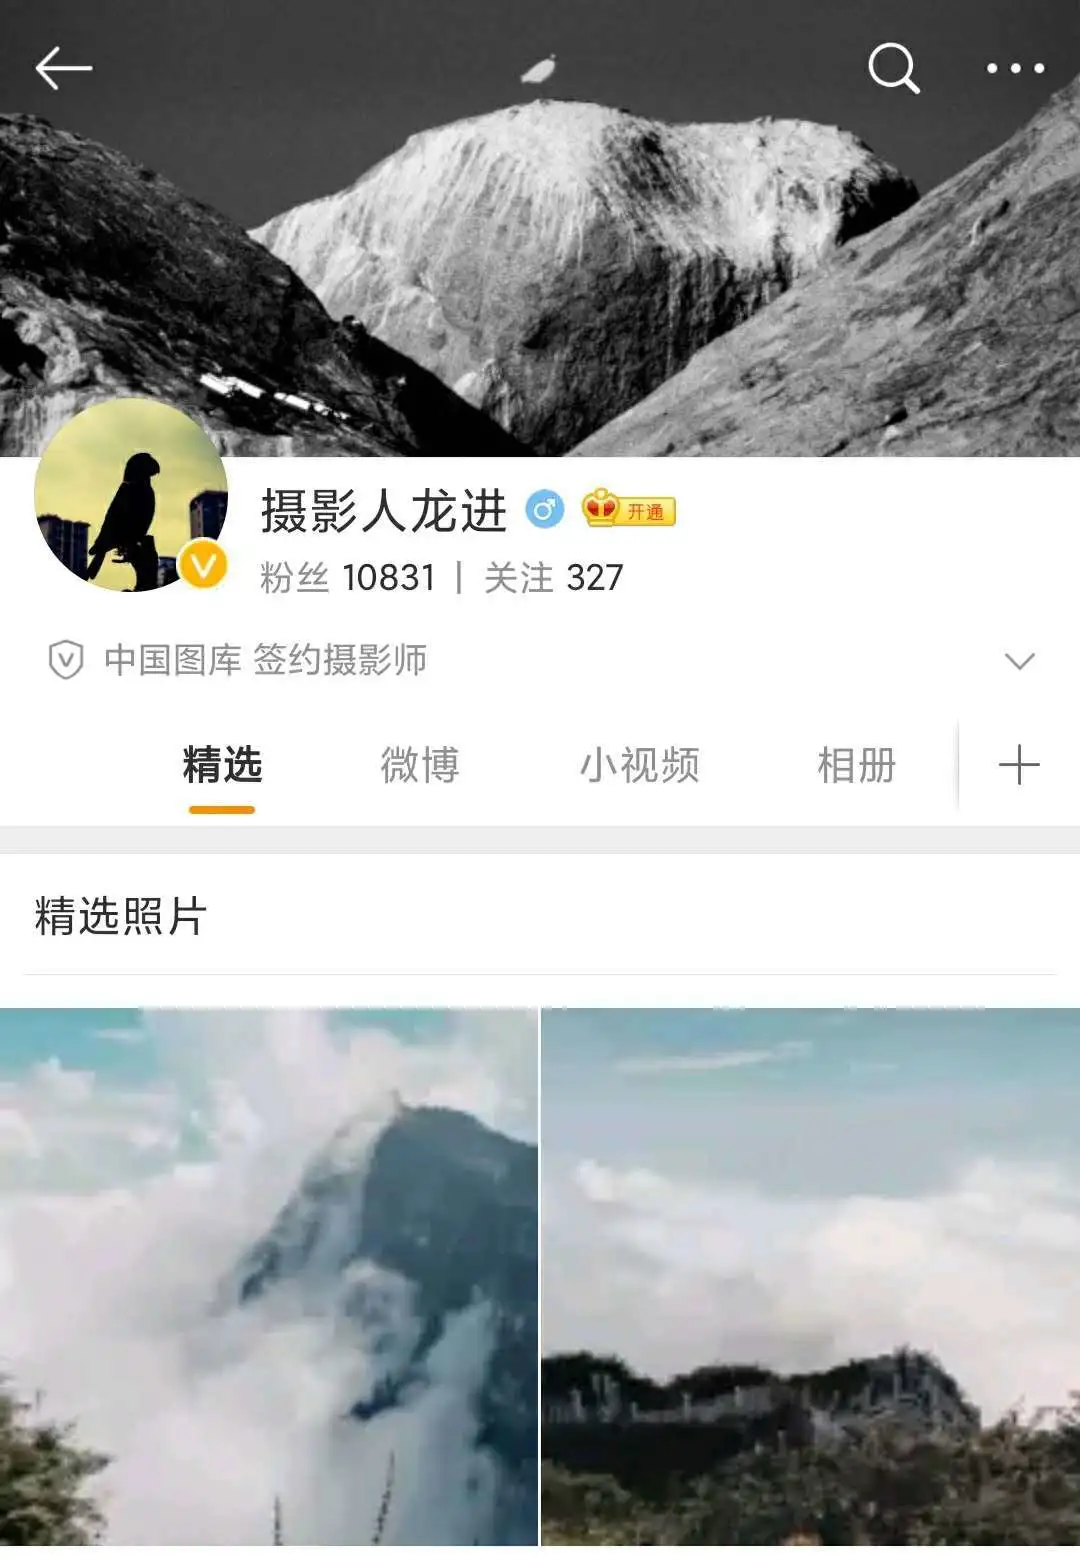 摄影人龙进 开通
粉丝 10831 | 关注 327
中国图库 签约摄影师
精选 微博 小视频 相册
精选照片